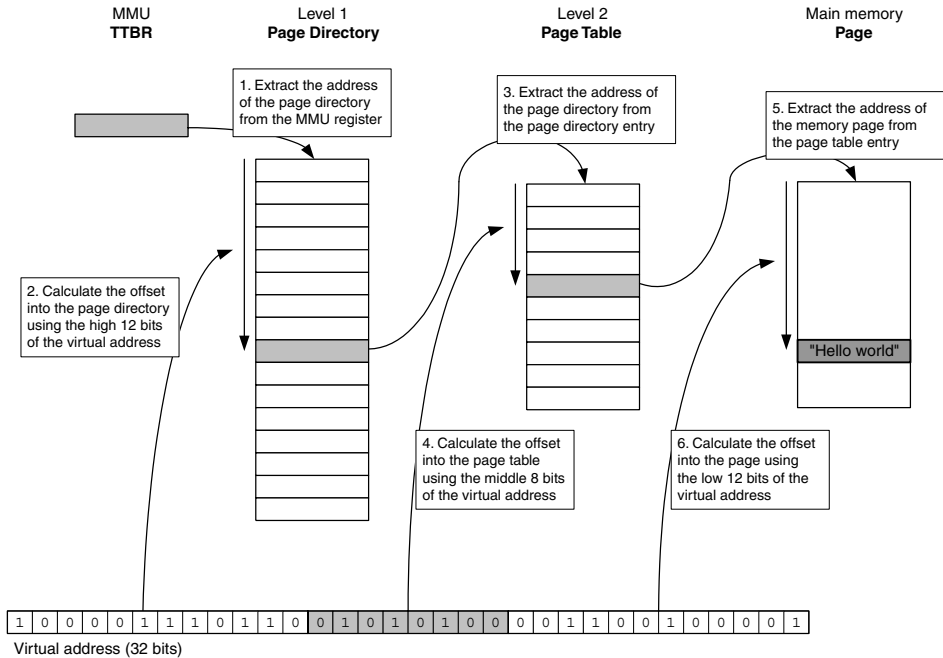 MMU
TTBR
Level 1
Page Directory
Level 2
Page Table
Main memory
Page
1. Extract the address
of the page directory
from the MMU register
3. Extract the address of
the page directory from
the page directory entry
5. Extract the address of
the memory page from
the page table entry
2. Calculate the offset
into the page directory
using the high 12 bits
of the virtual address
"Hello world"
4. Calculate the offset
into the page table
using the middle 8 bits
of the virtual address
6. Calculate the offset
into the page using
the low 12 bits of the
virtual address
1 0 0 0 0 1 1 1 0 1 1 0 0 1 0 1 0 1 0 0 0 0 1 1 0 0 1 0 0 0 0 1
Virtual address (32 bits)